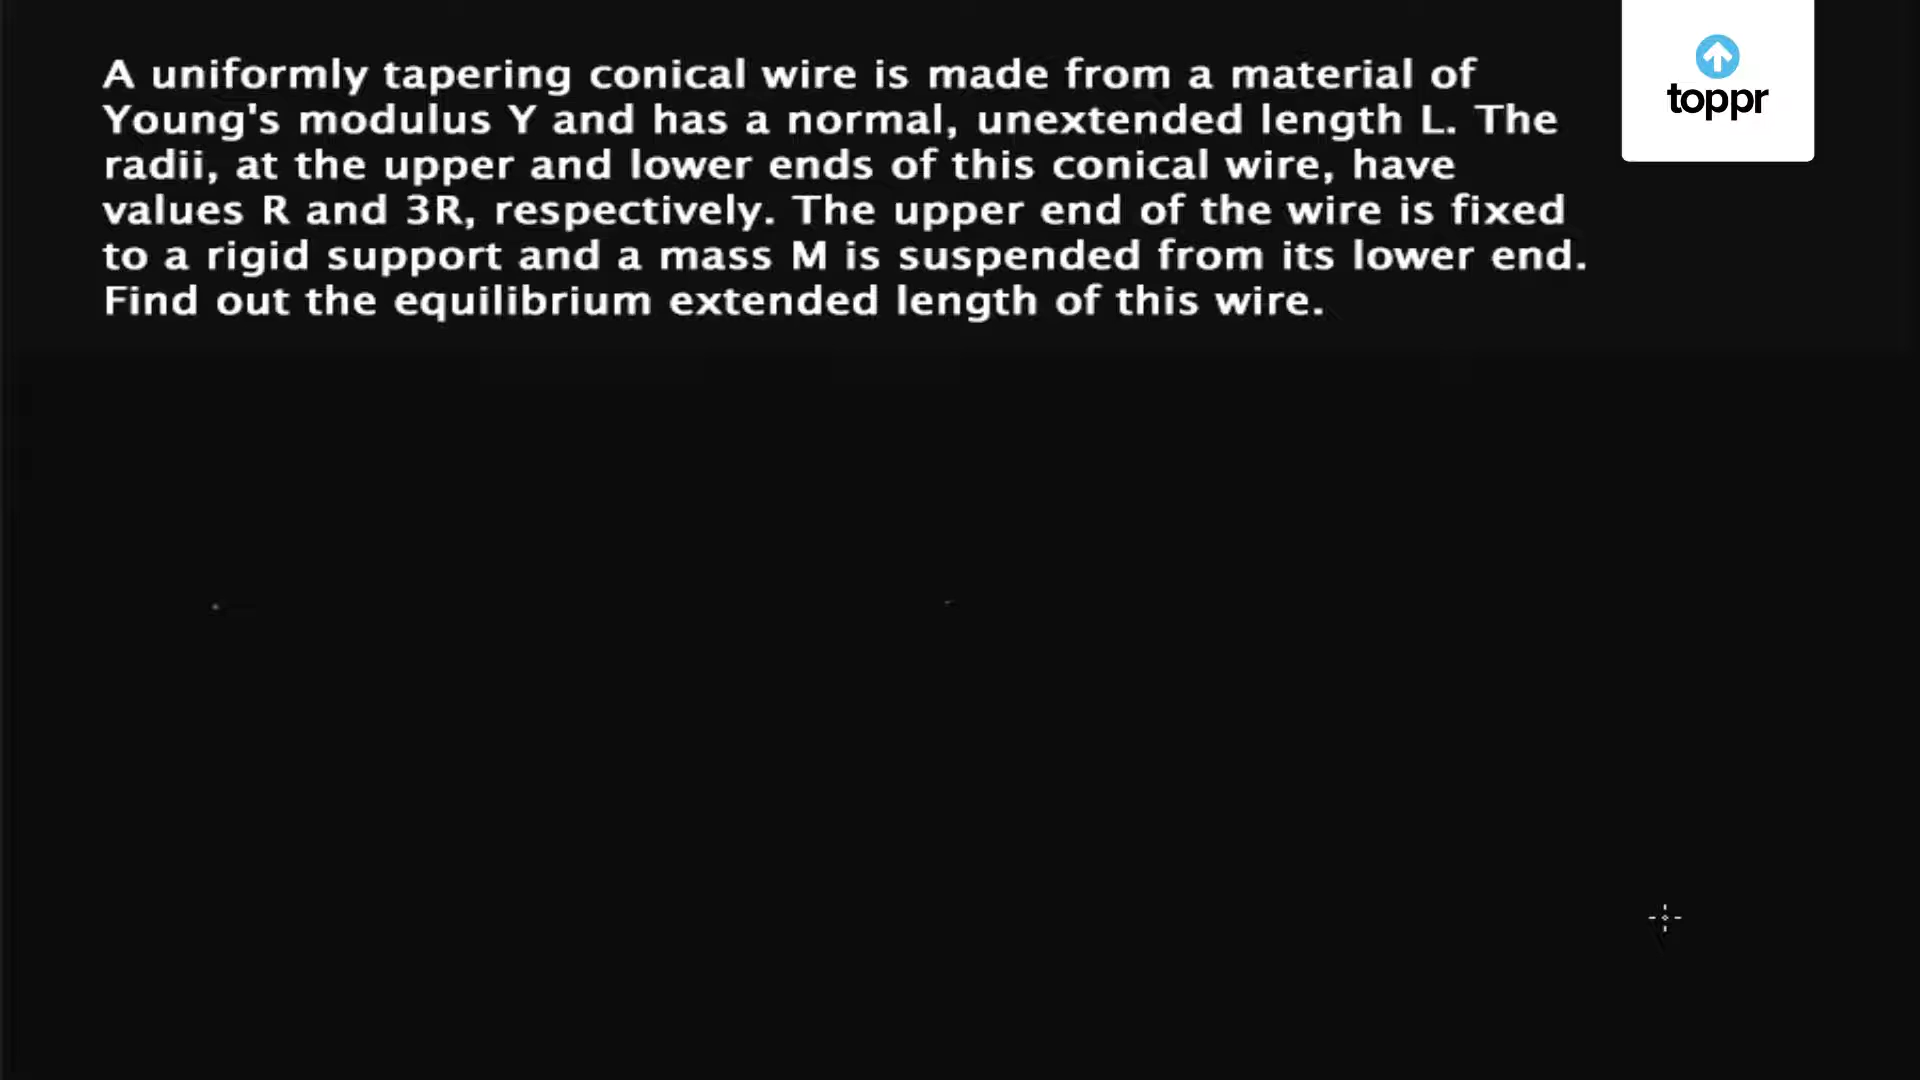 A uniformly tapering conical wire is made from a material of
Young's modulus Y and has a normal, unextended length L. The
radii, at the upper and lower ends of this conical wire, have
values R and 3R, respectively. The upper end of the wire is fixed
to a rigid support and a mass M is suspended from its lower end.
Find out the equilibrium extended length of this wire.
toppr